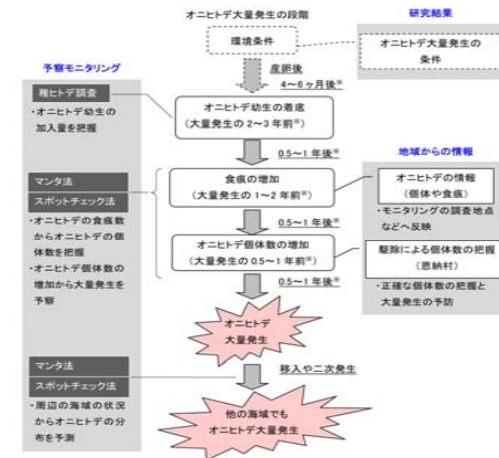 オニヒトデ大量発生の段階
環境条件
産卵後
4～6ヶ月後※
オニヒトデ幼生の着底
(大量発生の2～3年前※)
0.5～1年後※
食痕の増加
(大量発生の1～2年前※)
0.5～1年後※
オニヒトデ個体数の増加
(大量発生の0.5～1年前※)
0.5～1年後※
オニヒトデ
大量発生
移入や二次発生
他の海域でも
オニヒトデ大量発生
予察モニタリング
稚ヒトデ調査
・オニヒトデ幼生の
加入量を把握
マンタ法
スポットチェック法
・オニヒトデの食痕数
からオニヒトデの個
体数を把握
・オニヒトデ個体数の
増加から大量発生を
予察
マンタ法
スポットチェック法
・周辺の海域の状況
からオニヒトデの分
布を予測
研究結果
オニヒトデ大量発生の
条件
地域からの情報
オニヒトデの情報
(個体や食痕)
・モニタリングの調査地点
などへ反映
駆除による個体数の把握
(恩納村)
・正確な個体数の把握と
大量発生の予防